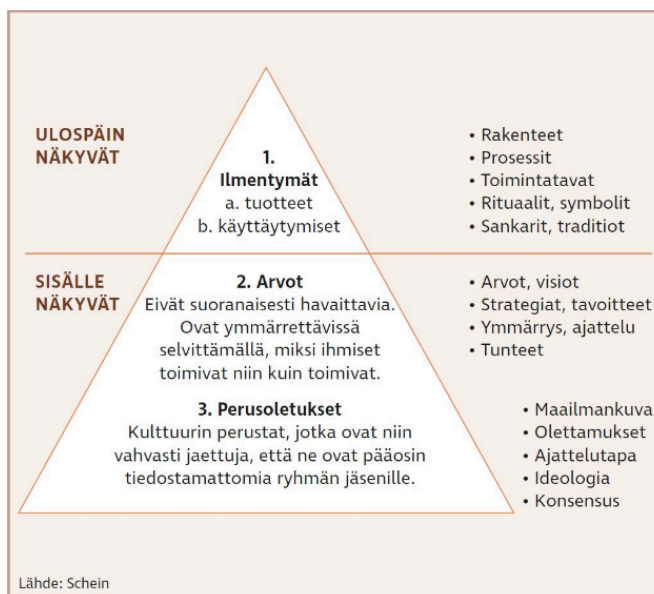 ULOSPÄIN
NÄKYVÄT
1.
Ilmentymät
a. tuotteet
b. käyttäytymiset
• Rakenteet
• Prosessit
• Toimintatavat
• Rituaalit, symbolit
• Sankarit, traditiot
SISÄLLE
NÄKYVÄT
2. Arvot
Eivät suoranaisesti havaittavia.
Ovat ymmärrettävissä
selvittämällä, miksi ihmiset
toimivat niin kuin toimivat.
• Arvot, visiot
• Strategiat, tavoitteet
• Ymmärrys, ajattelu
• Tunteet
3. Perusoletukset
Kulttuurin perustat, jotka ovat niin
vahvasti jaettuja, että ne ovat pääosin
tiedostamattomia ryhmän jäsenille.
• Maailmankuva
• Olettamukset
• Ajattelutapa
• Ideologia
• Konsensus
Lähde: Schein